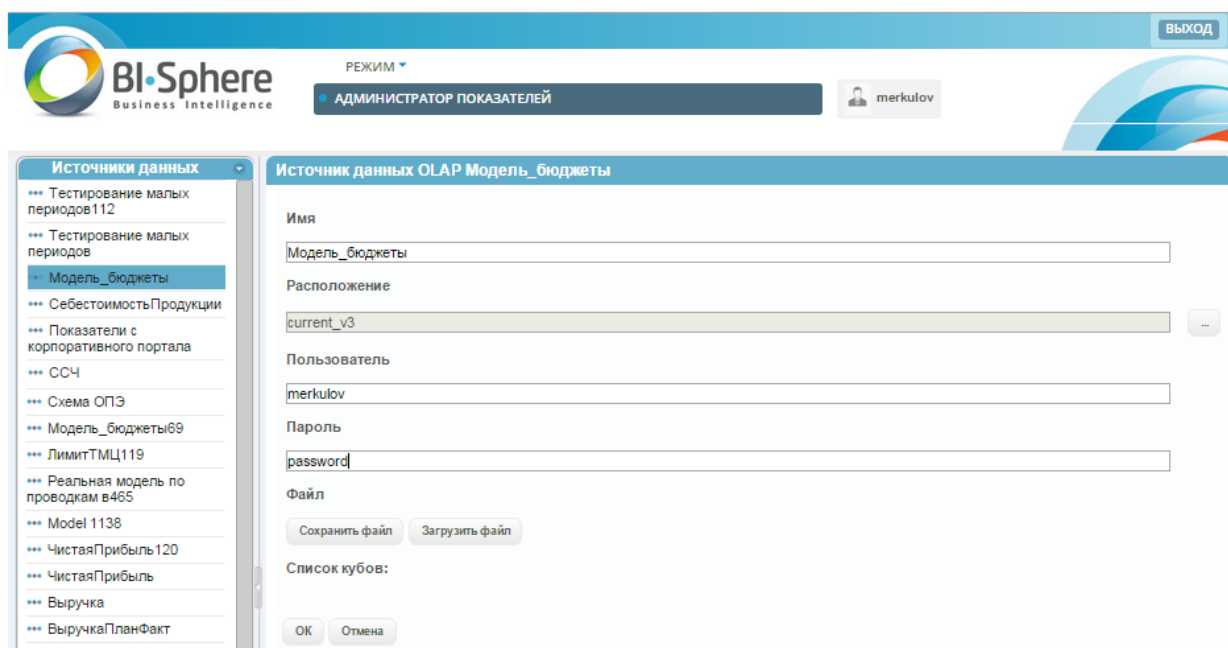 ВЫХОД
BI•Sphere
Business Intelligence
РЕЖИМ
АДМИНИСТРАТОР ПОКАЗАТЕЛЕЙ
merkulov
Источники данных
Тестирование малых
периодов112
Тестирование малых
периодов
Модель_бюджеты
СебестоимостьПродукции
Показатели с
корпоративного портала
ССЧ
Схема ОПЭ
Модель_бюджеты69
ЛимитТМЦ119
Реальная модель по
проводкам в465
Model 1138
ЧистаяПрибыль120
ЧистаяПрибыль
Выручка
ВыручкаПланФакт
Источник данных OLAP Модель_бюджеты
Имя
Модель_бюджеты
Расположение
current_v3
...
Пользователь
merkulov
Пароль
password
Файл
Сохранить файл
Загрузить файл
Список кубов:
ОК
Отмена